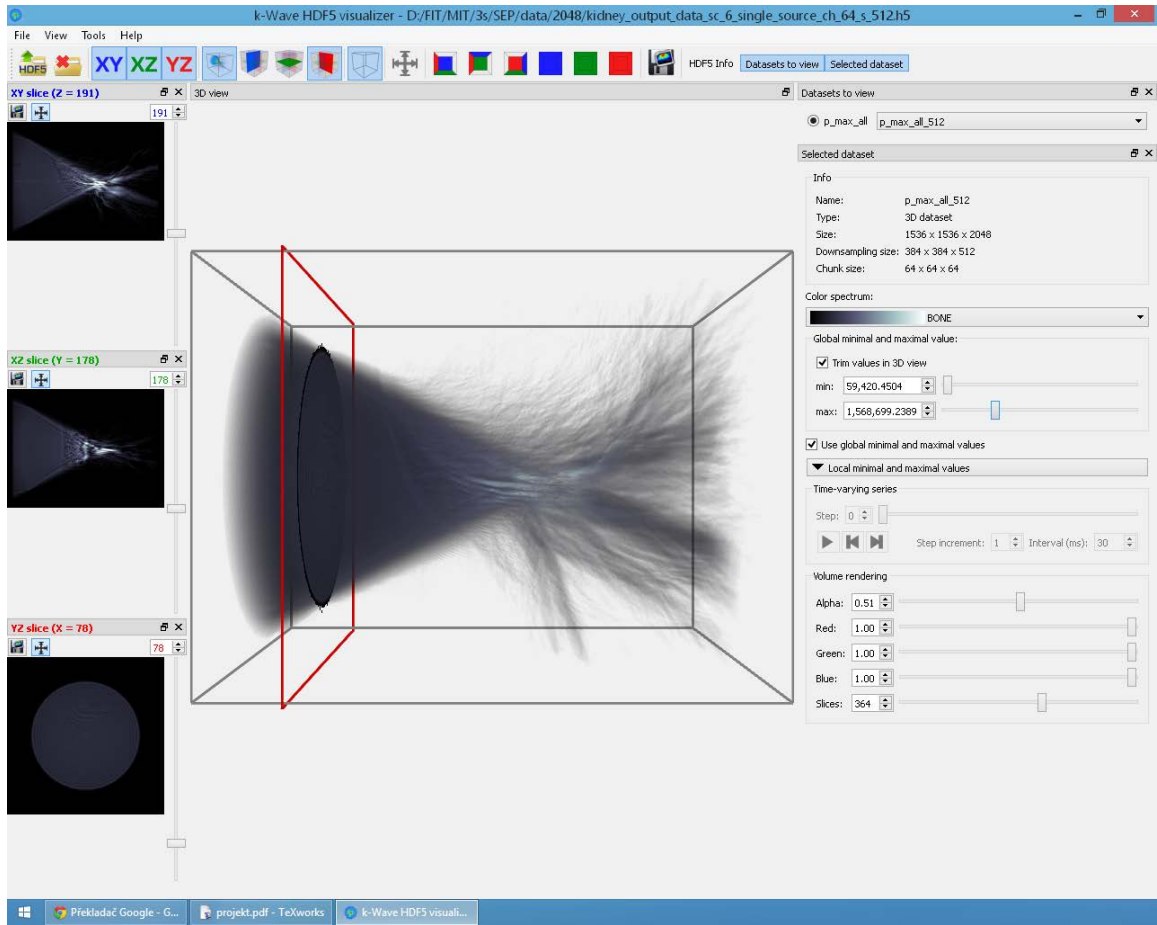 k-Wave HDF5 visualizer - D:/FIT/MIT/3s/SEP/data/2048/kidney_output_data_sc_6_single_source_ch_64_s_512.h5
File View Tools Help
HDF5 XY XZ YZ HDF5 Info Datasets to view Selected dataset
XY slice (Z = 191)
191
XZ slice (Y = 178)
178
YZ slice (X = 78)
78
3D view
Datasets to view
p_max_all p_max_all_512
Selected dataset
Info
Name: p_max_all_512
Type: 3D dataset
Size: 1536 x 1536 x 2048
Downsampling size: 384 x 384 x 512
Chunk size: 64 x 64 x 64
Color spectrum:
BONE
Global minimal and maximal value:
Trim values in 3D view
min: 59,420.4504
max: 1,568,699.2389
Use global minimal and maximal values
Local minimal and maximal values
Time-varying series
Step: 0
Step increment: 1 Interval (ms): 30
Volume rendering
Alpha: 0.51
Red: 1.00
Green: 1.00
Blue: 1.00
Slices: 364
Překladač Google - G... projekt.pdf - TeXworks k-Wave HDF5 visuali...